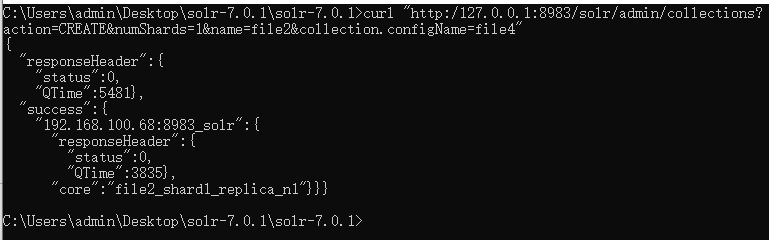 C:\Users\admin\Desktop\solr-7.0.1\solr-7.0.1>curl "http:/127.0.0.1:8983/solr/admin/collections?
action=CREATE&numShards=1&name=file2&collection.configName=file4"
{
  "responseHeader":{
    "status":0,
    "QTime":5481},
  "success":{
    "192.168.100.68:8983_solr":{
      "responseHeader":{
        "status":0,
        "QTime":3835},
      "core":"file2_shard1_replica_n1"}}}
C:\Users\admin\Desktop\solr-7.0.1\solr-7.0.1>